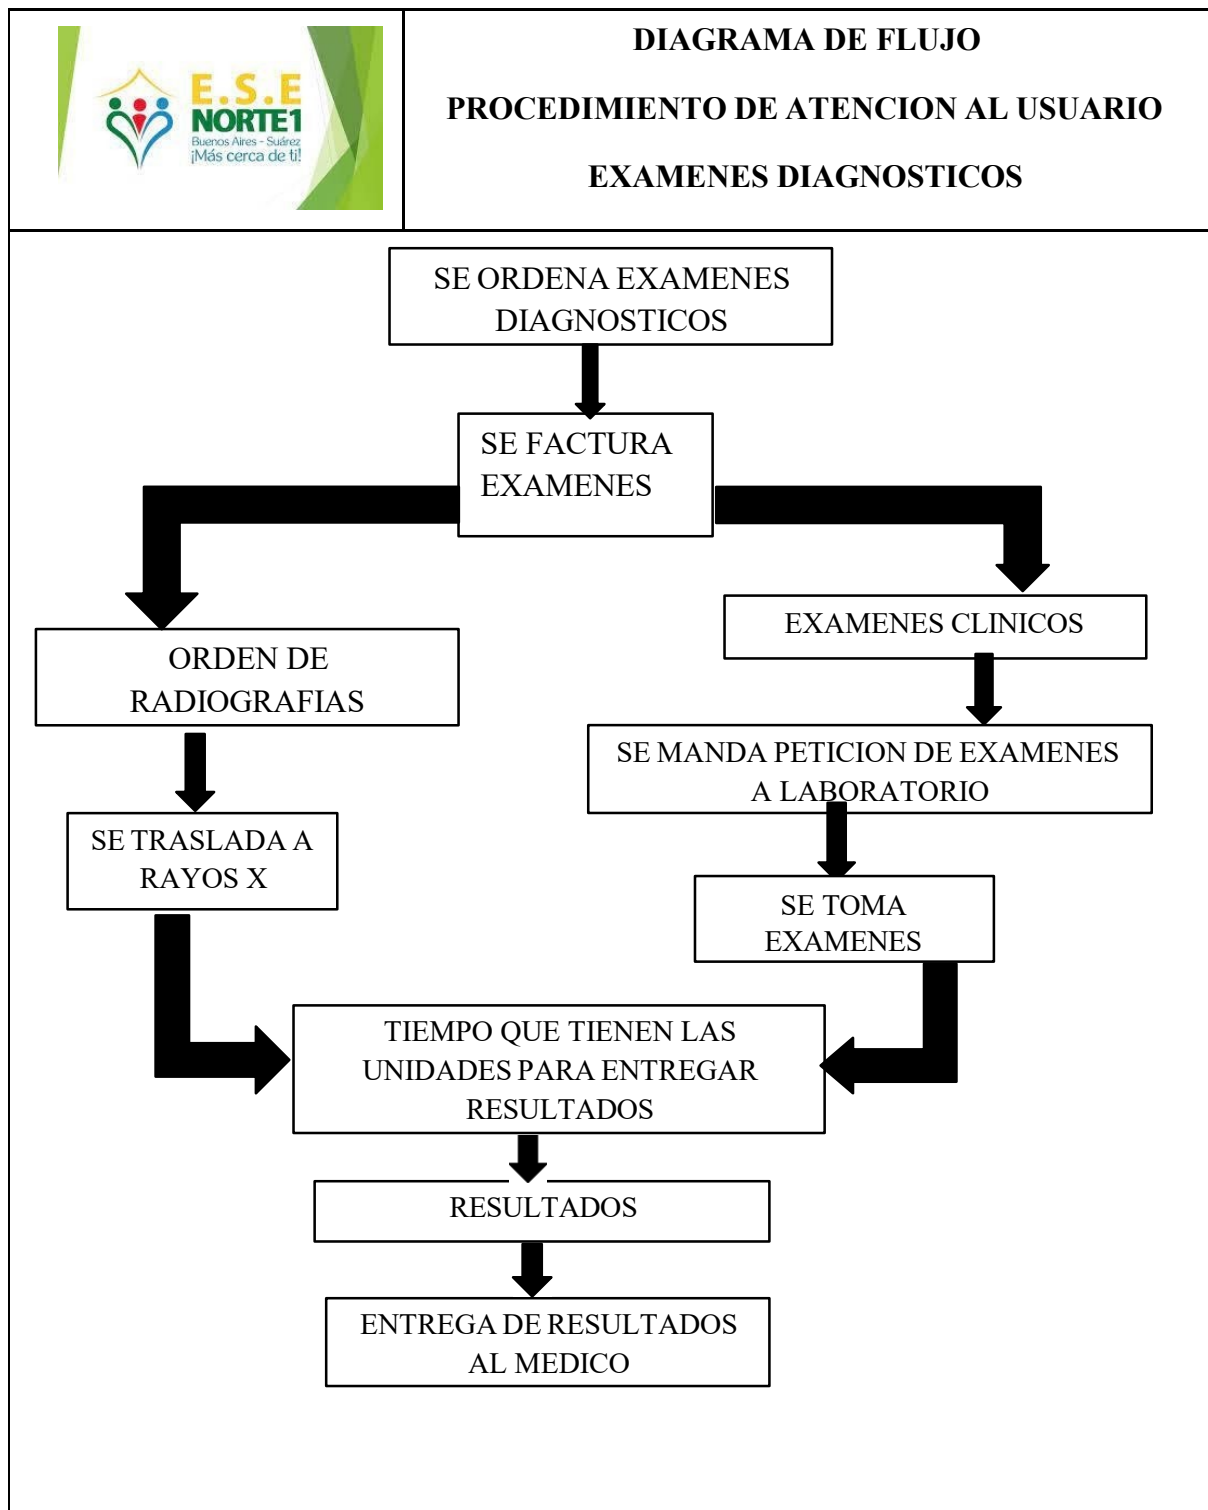 E.S.E
NORTE1
Buenos Aires - Suárez
¡Más cerca de ti!
DIAGRAMA DE FLUJO
PROCEDIMIENTO DE ATENCION AL USUARIO
EXAMENES DIAGNOSTICOS
SE ORDENA EXAMENES
DIAGNOSTICOS
SE FACTURA
EXAMENES
ORDEN DE
RADIOGRAFIAS
EXAMENES CLINICOS
SE MANDA PETICION DE EXAMENES
A LABORATORIO
SE TRASLADA A
RAYOS X
SE TOMA
EXAMENES
TIEMPO QUE TIENEN LAS
UNIDADES PARA ENTREGAR
RESULTADOS
RESULTADOS
ENTREGA DE RESULTADOS
AL MEDICO